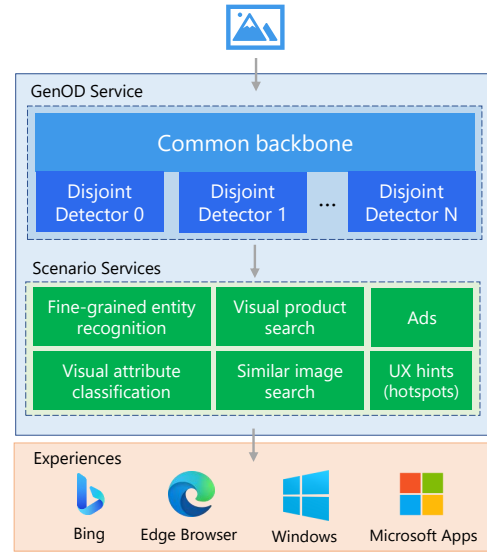 GenOD Service
Common backbone
Disjoint
Detector 0
Disjoint
Detector 1
...
Disjoint
Detector N
Scenario Services
Fine-grained entity
recognition
Visual product
search
Ads
Visual attribute
classification
Similar image
search
UX hints
(hotspots)
Experiences
Bing
Edge Browser
Windows
Microsoft Apps